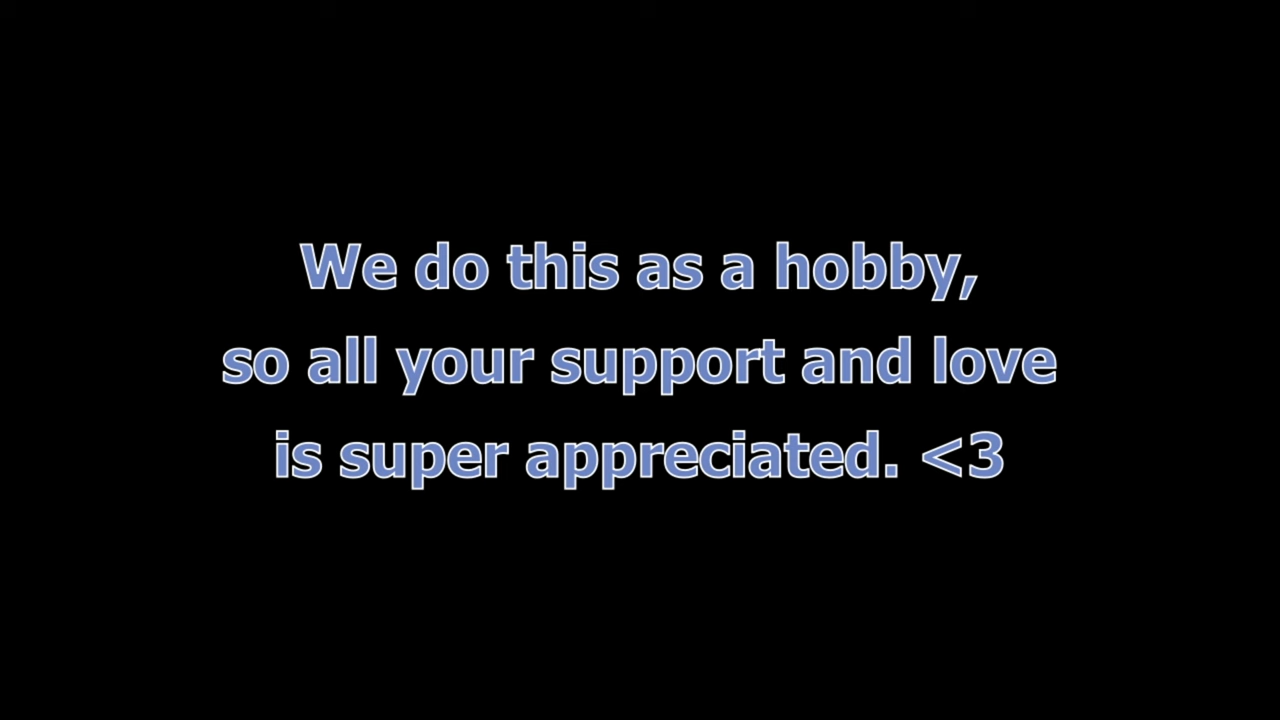 We do this as a hobby,
so all your support and love
is super appreciated. <3